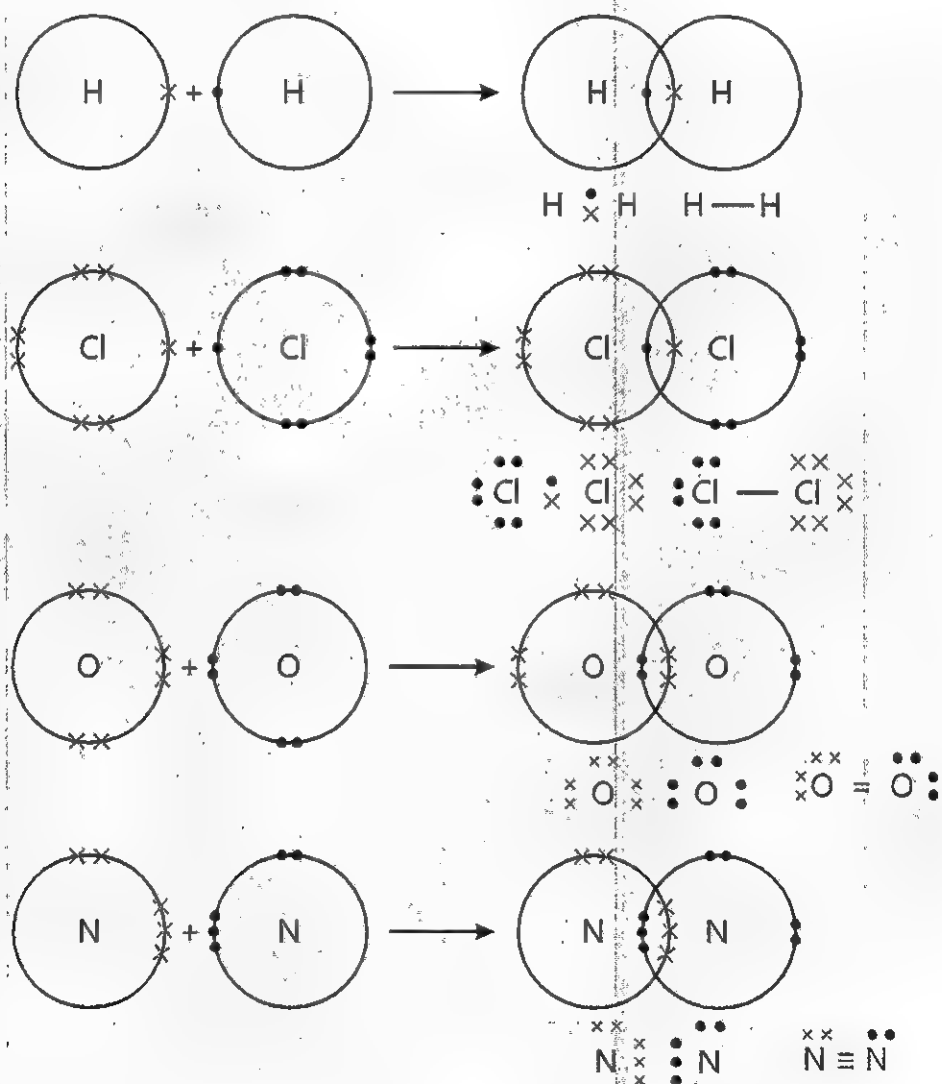 H + H H H
H H H — H
Cl + Cl Cl Cl
Cl Cl Cl — Cl
O + O O O
O O O = O
N + N N N
N N N ≡ N